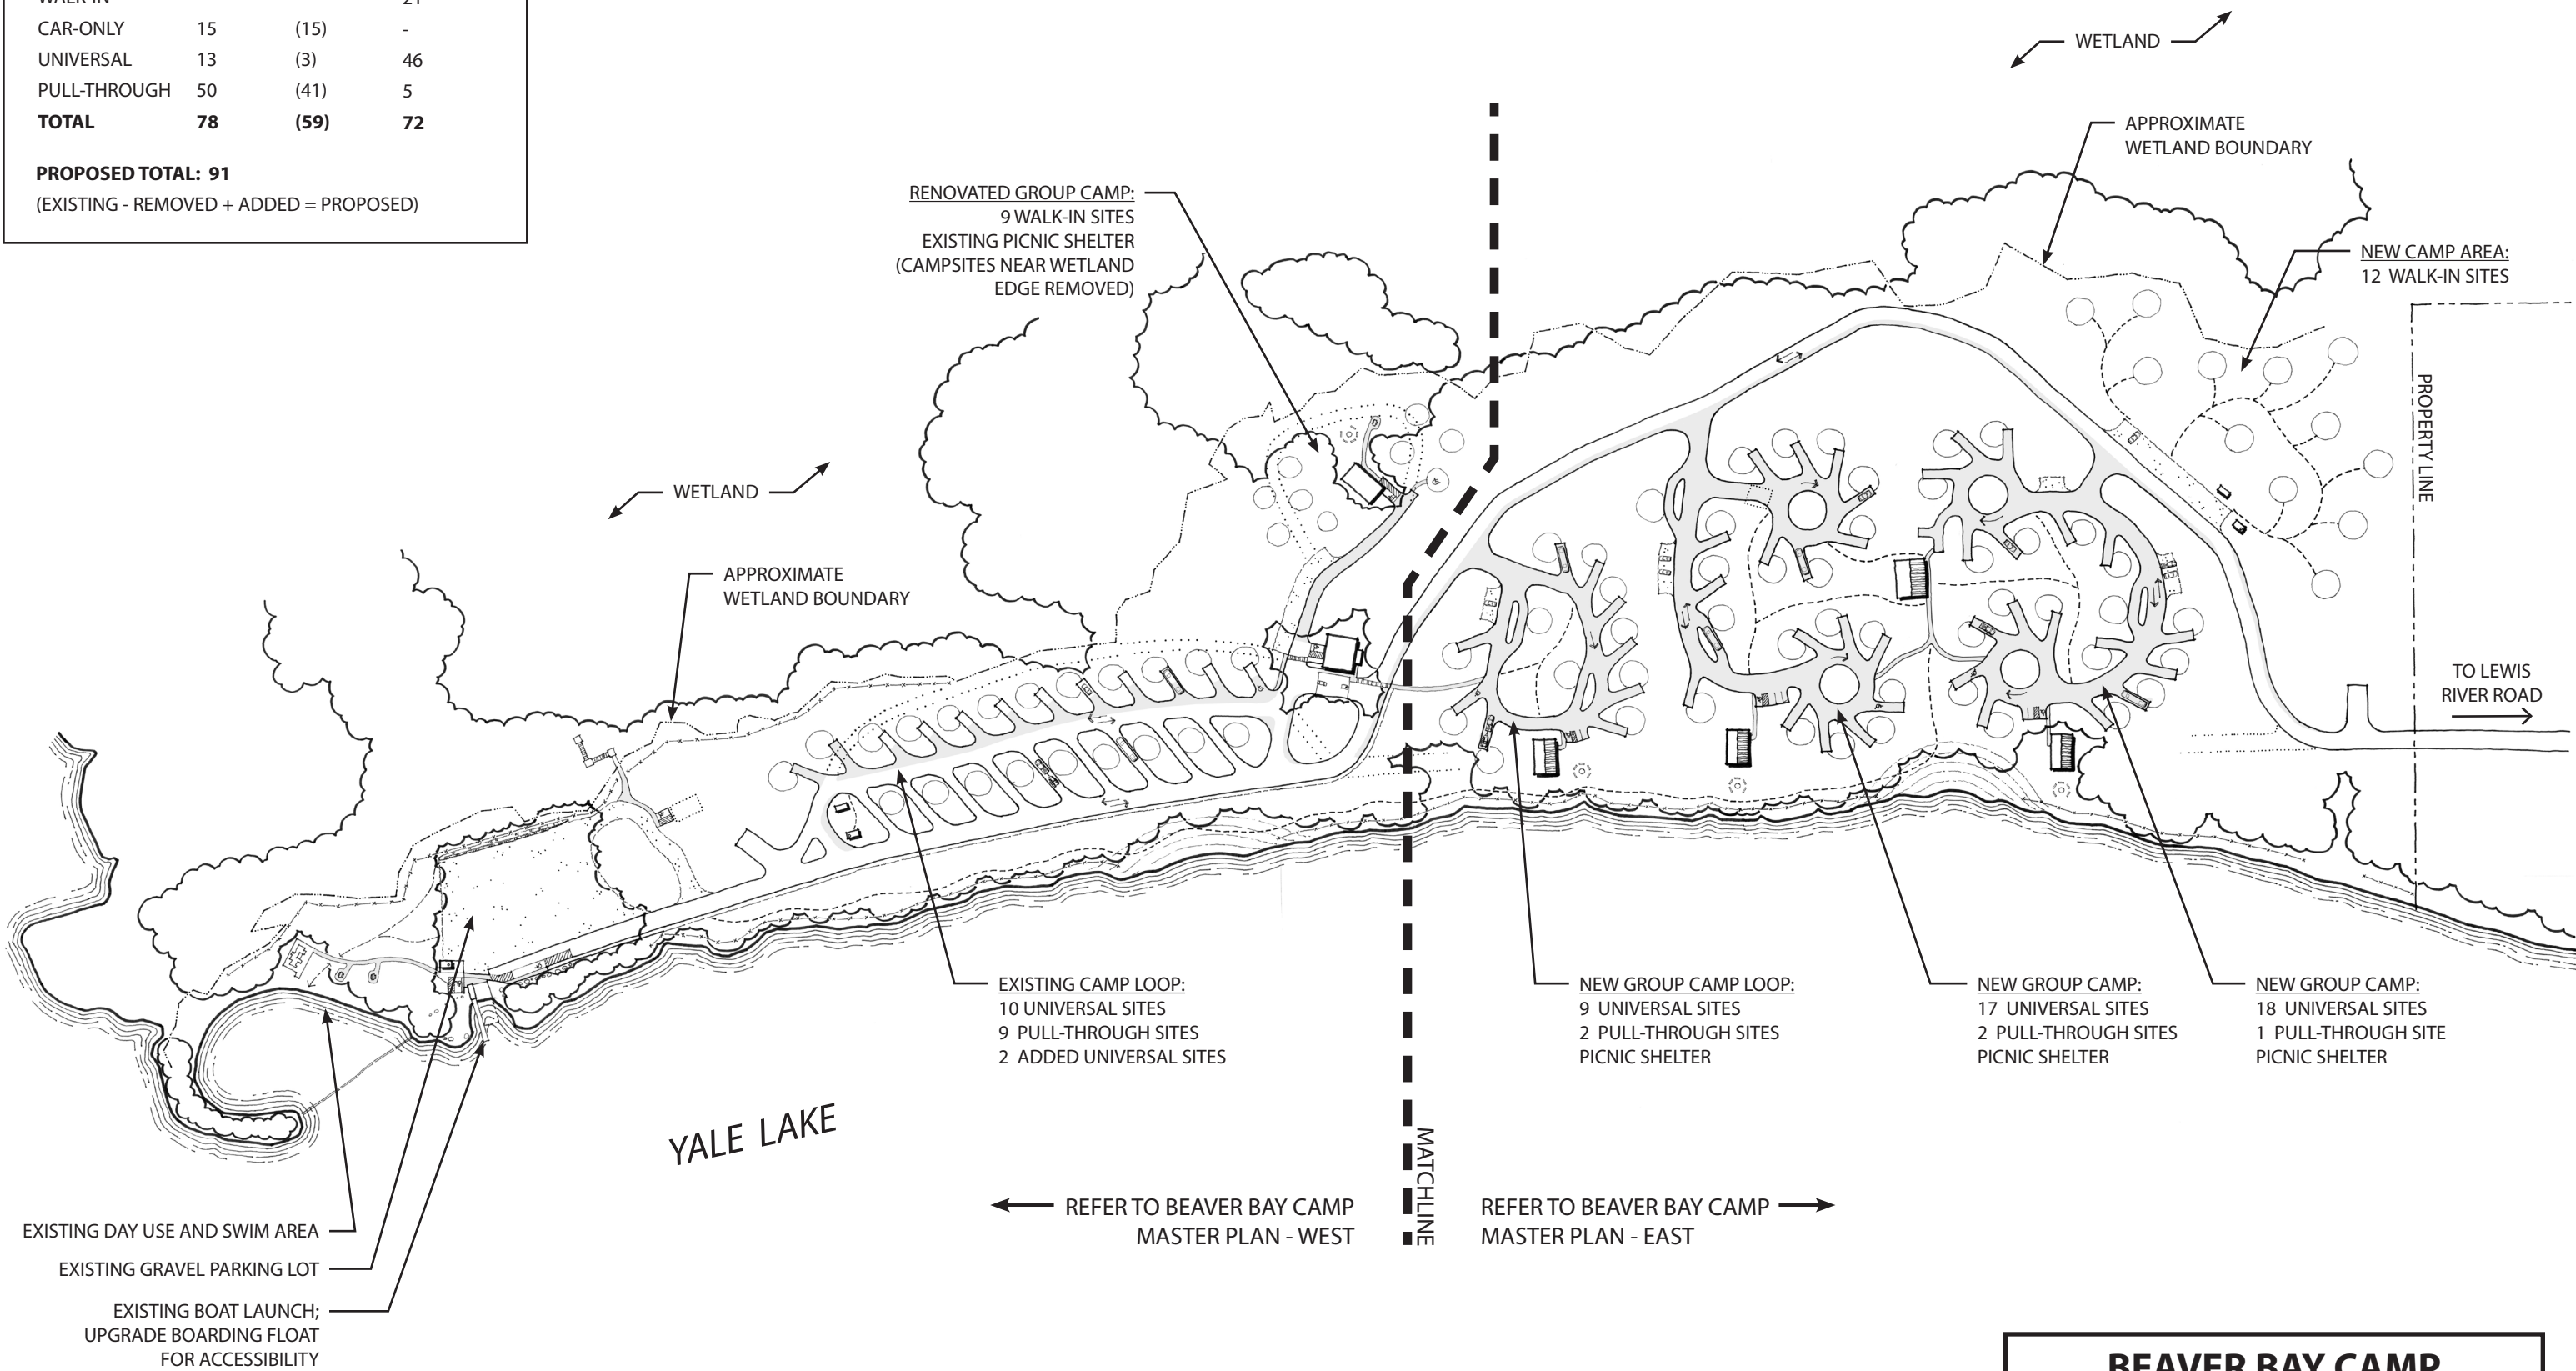 WALK-IN 21
CAR-ONLY 15 (15) -
UNIVERSAL 13 (3) 46
PULL-THROUGH 50 (41) 5
TOTAL 78 (59) 72
PROPOSED TOTAL: 91
(EXISTING - REMOVED + ADDED = PROPOSED)
WETLAND
APPROXIMATE
WETLAND BOUNDARY
RENOVATED GROUP CAMP:
9 WALK-IN SITES
EXISTING PICNIC SHELTER
(CAMPSITES NEAR WETLAND
EDGE REMOVED)
NEW CAMP AREA:
12 WALK-IN SITES
PROPERTY LINE
WETLAND
APPROXIMATE
WETLAND BOUNDARY
TO LEWIS
RIVER ROAD
EXISTING CAMP LOOP:
10 UNIVERSAL SITES
9 PULL-THROUGH SITES
2 ADDED UNIVERSAL SITES
NEW GROUP CAMP LOOP:
9 UNIVERSAL SITES
2 PULL-THROUGH SITES
PICNIC SHELTER
NEW GROUP CAMP:
17 UNIVERSAL SITES
2 PULL-THROUGH SITES
PICNIC SHELTER
NEW GROUP CAMP:
18 UNIVERSAL SITES
1 PULL-THROUGH SITE
PICNIC SHELTER
YALE LAKE
MATCHLINE
REFER TO BEAVER BAY CAMP
MASTER PLAN - WEST
REFER TO BEAVER BAY CAMP
MASTER PLAN - EAST
EXISTING DAY USE AND SWIM AREA
EXISTING GRAVEL PARKING LOT
EXISTING BOAT LAUNCH;
UPGRADE BOARDING FLOAT
FOR ACCESSIBILITY
BEAVER BAY CAMP